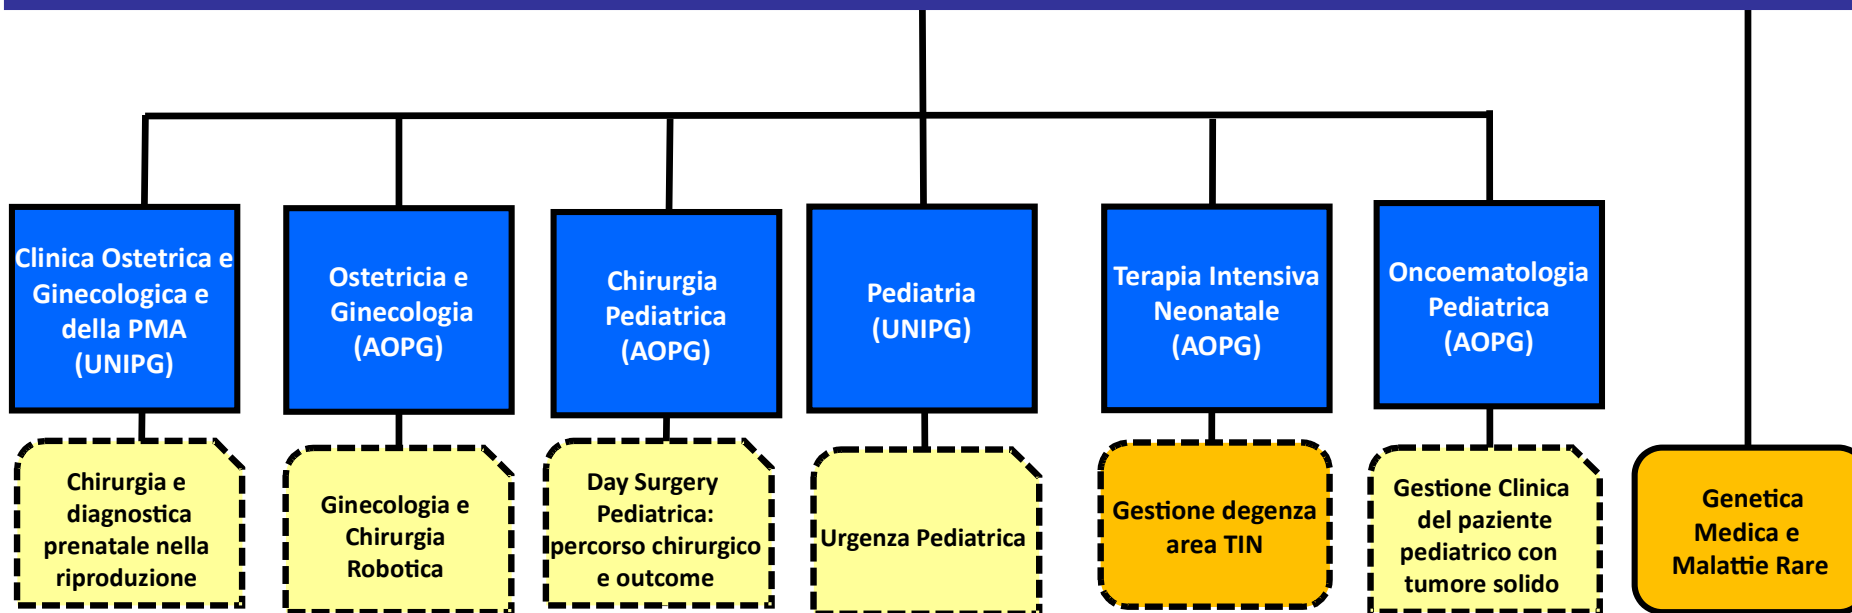 Clinica Ostetrica e
Ginecologica e
della PMA
(UNIPG)
Ostetricia e
Ginecologia
(AOPG)
Chirurgia
Pediatrica
(AOPG)
Pediatria
(UNIPG)
Terapia Intensiva
Neonatale
(AOPG)
Oncoematologia
Pediatrica
(AOPG)
Chirurgia e
diagnostica
prenatale nella
riproduzione
Ginecologia e
Chirurgia
Robotica
Day Surgery
Pediatrica:
percorso chirurgico
e outcome
Urgenza Pediatrica
Gestione degenza
area TIN
Gestione Clinica
del paziente
pediatrico con
tumore solido
Genetica
Medica e
Malattie Rare